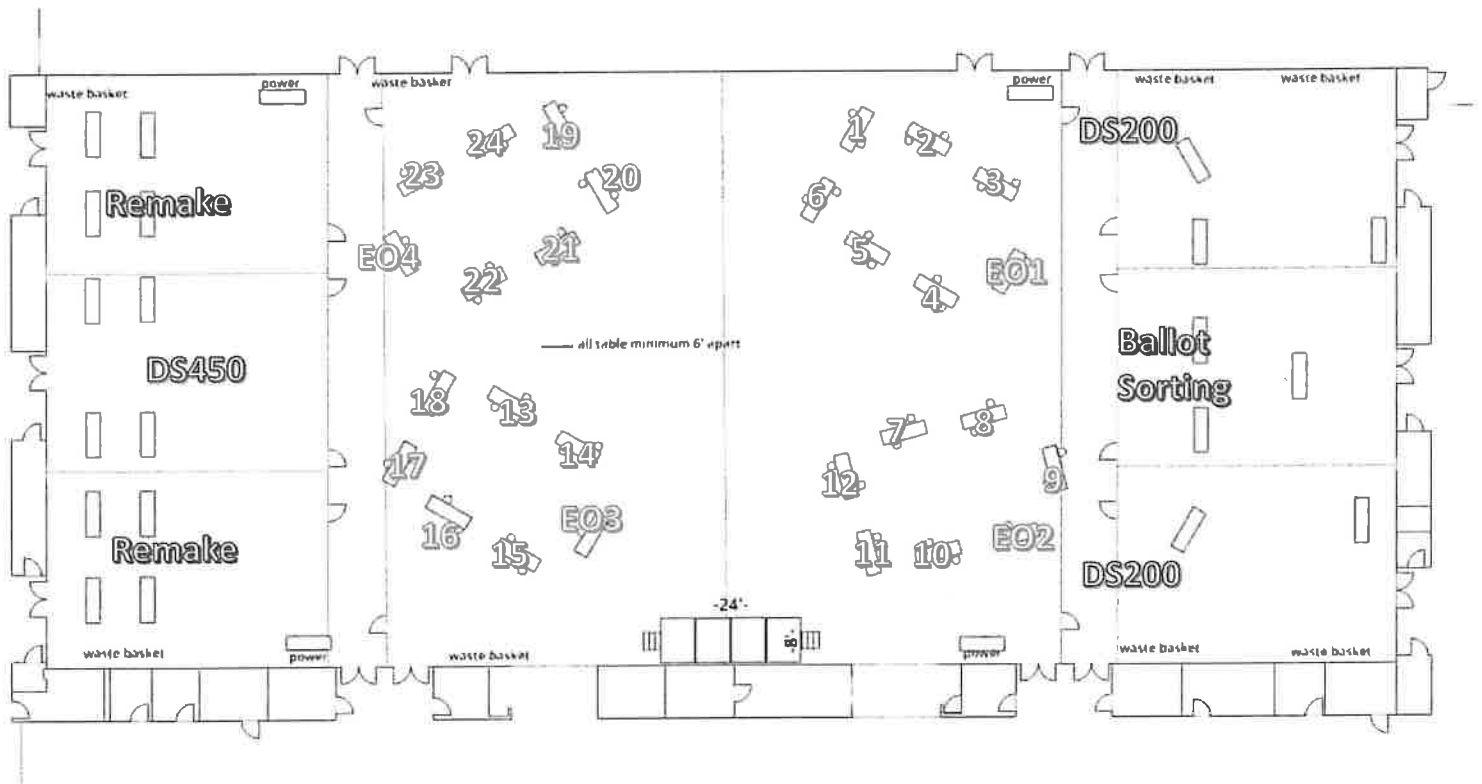 power
waste basket
power
waste basket
waste basket
waste basket
19
1
DS200
24
2
23
20
3
Remake
6
EO4
21
5
EO1
22
4
all table minimum 6' apart
Ballot
Sorting
DS450
18
13
7
8
17
14
12
9
16
EO3
EO2
15
11
10
Remake
DS200
-24'-
-8'-
waste basket
power
waste basket
power
waste basket
waste basket